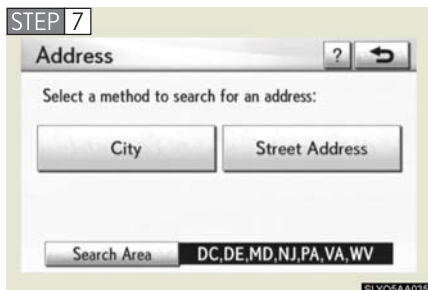 STEP 7
Address ?
Select a method to search for an address:
City Street Address
Search Area DC,DE,MD,NJ,PA,VA,WV
SLYO5AA035